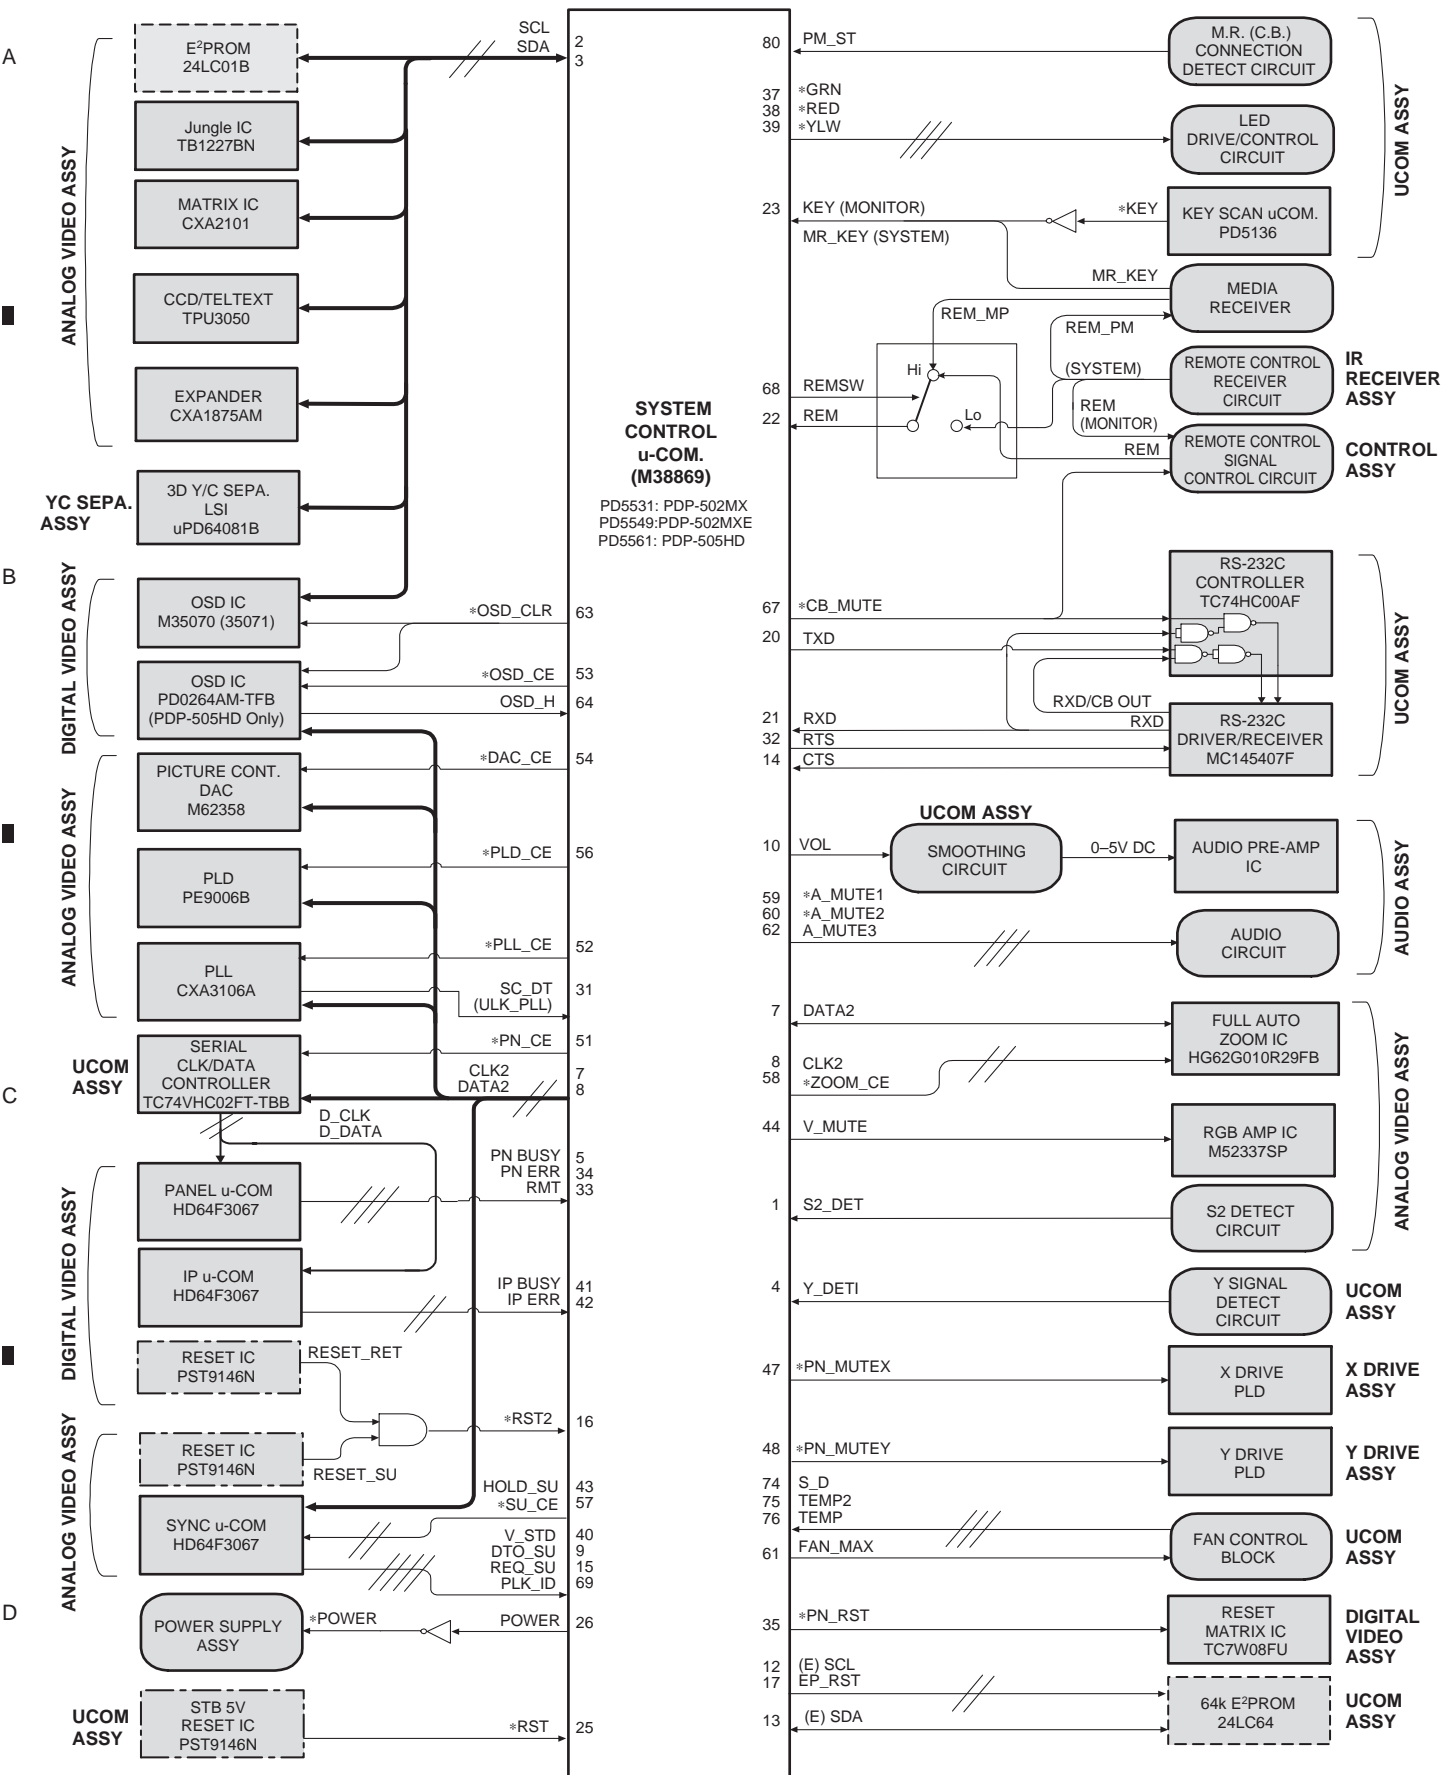 A
ANALOG VIDEO ASSY
E²PROM
24LC01B
Jungle IC
TB1227BN
MATRIX IC
CXA2101
CCD/TELTEXT
TPU3050
EXPANDER
CXA1875AM
YC SEPA.
ASSY
3D Y/C SEPA.
LSI
uPD64081B
SCL
SDA
2
3
B
DIGITAL VIDEO ASSY
OSD IC
M35070 (35071)
∗OSD_CLR
63
OSD IC
PD0264AM-TFB
(PDP-505HD Only)
∗OSD_CE
53
OSD_H
64
ANALOG VIDEO ASSY
PICTURE CONT.
DAC
M62358
∗DAC_CE
54
PLD
PE9006B
∗PLD_CE
56
PLL
CXA3106A
∗PLL_CE
52
SC_DT
(ULK_PLL)
31
UCOM
ASSY
SERIAL
CLK/DATA
CONTROLLER
TC74VHC02FT-TBB
∗PN_CE
51
CLK2
DATA2
7
8
C
D_CLK
D_DATA
DIGITAL VIDEO ASSY
PANEL u-COM
HD64F3067
PN BUSY
PN ERR
RMT
5
34
33
IP u-COM
HD64F3067
IP BUSY
IP ERR
41
42
RESET IC
PST9146N
RESET_RET
∗RST2
16
ANALOG VIDEO ASSY
RESET IC
PST9146N
RESET_SU
SYNC u-COM
HD64F3067
HOLD_SU
∗SU_CE
43
57
V_STD
DTO_SU
REQ_SU
PLK_ID
40
9
15
69
D
POWER SUPPLY
ASSY
∗POWER
POWER
26
UCOM
ASSY
STB 5V
RESET IC
PST9146N
∗RST
25
SYSTEM
CONTROL
u-COM.
(M38869)
PD5531: PDP-502MX
PD5549:PDP-502MXE
PD5561: PDP-505HD
80
PM_ST
M.R. (C.B.)
CONNECTION
DETECT CIRCUIT
UCOM ASSY
37
38
39
∗GRN
∗RED
∗YLW
LED
DRIVE/CONTROL
CIRCUIT
23
KEY (MONITOR)
MR_KEY (SYSTEM)
∗KEY
KEY SCAN uCOM.
PD5136
MR_KEY
MEDIA
RECEIVER
REM_MP
REM_PM
Hi
Lo
68
REMSW
22
REM
(SYSTEM)
REMOTE CONTROL
RECEIVER
CIRCUIT
IR
RECEIVER
ASSY
REM
(MONITOR)
REM
REMOTE CONTROL
SIGNAL
CONTROL CIRCUIT
CONTROL
ASSY
67
∗CB_MUTE
20
TXD
RS-232C
CONTROLLER
TC74HC00AF
UCOM ASSY
RXD/CB OUT
RXD
21
RXD
32
RTS
14
CTS
RS-232C
DRIVER/RECEIVER
MC145407F
UCOM ASSY
10
VOL
SMOOTHING
CIRCUIT
0–5V DC
AUDIO PRE-AMP
IC
AUDIO ASSY
59
60
62
∗A_MUTE1
∗A_MUTE2
A_MUTE3
AUDIO
CIRCUIT
7
DATA2
FULL AUTO
ZOOM IC
HG62G010R29FB
ANALOG VIDEO ASSY
8
58
CLK2
∗ZOOM_CE
44
V_MUTE
RGB AMP IC
M52337SP
1
S2_DET
S2 DETECT
CIRCUIT
4
Y_DETI
Y SIGNAL
DETECT
CIRCUIT
UCOM
ASSY
47
∗PN_MUTEX
X DRIVE
PLD
X DRIVE
ASSY
48
∗PN_MUTEY
Y DRIVE
PLD
Y DRIVE
ASSY
74
75
76
S_D
TEMP2
TEMP
61
FAN_MAX
FAN CONTROL
BLOCK
UCOM
ASSY
35
∗PN_RST
RESET
MATRIX IC
TC7W08FU
DIGITAL
VIDEO
ASSY
12
17
(E) SCL
EP_RST
13
(E) SDA
64k E²PROM
24LC64
UCOM
ASSY